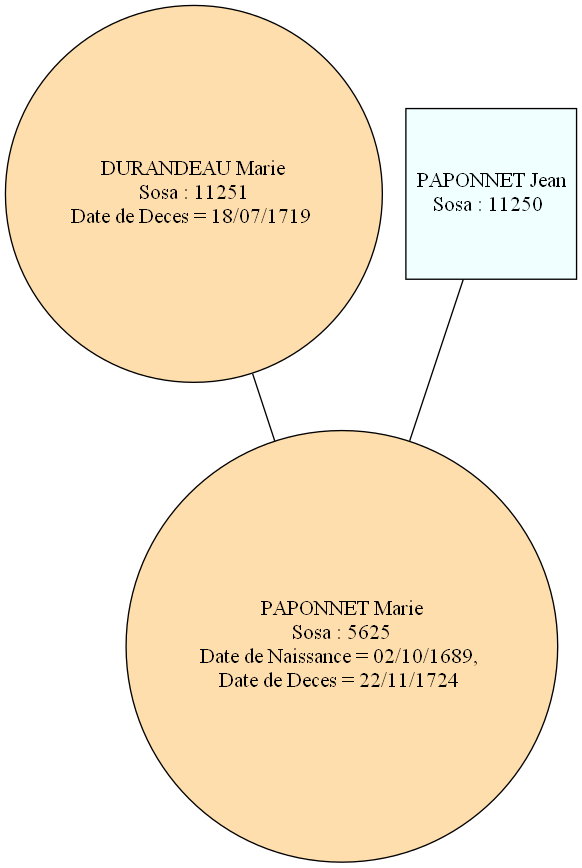 DURANDEAU Marie
Sosa : 11251
Date de Deces = 18/07/1719
PAPONNET Jean
Sosa : 11250
PAPONNET Marie
Sosa : 5625
Date de Naissance = 02/10/1689,
Date de Deces = 22/11/1724